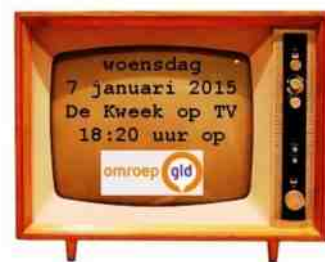 woensdag
7 januari 2015
De Kweek op TV
18:20 uur op
omroep gld